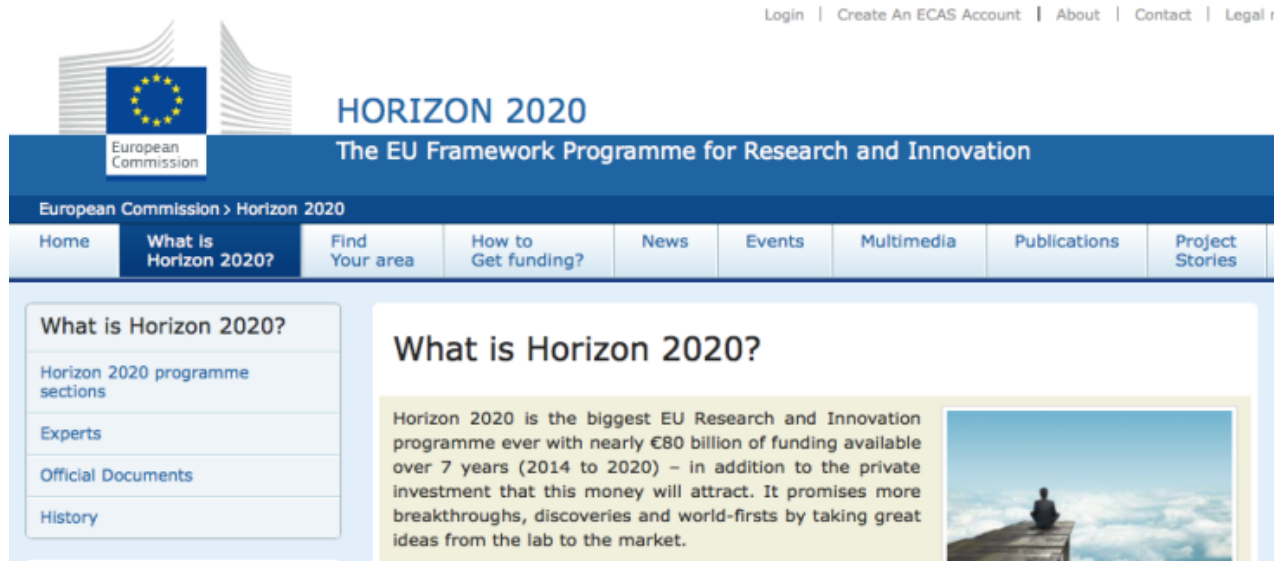 Login | Create An ECAS Account | About | Contact | Legal
HORIZON 2020
European
Commission
The EU Framework Programme for Research and Innovation
European Commission > Horizon 2020
Home
What is
Horizon 2020?
Find
Your area
How to
Get funding?
News
Events
Multimedia
Publications
Project
Stories
What is Horizon 2020?
Horizon 2020 programme
sections
Experts
Official Documents
History
What is Horizon 2020?
Horizon 2020 is the biggest EU Research and Innovation
programme ever with nearly €80 billion of funding available
over 7 years (2014 to 2020) – in addition to the private
investment that this money will attract. It promises more
breakthroughs, discoveries and world-firsts by taking great
ideas from the lab to the market.